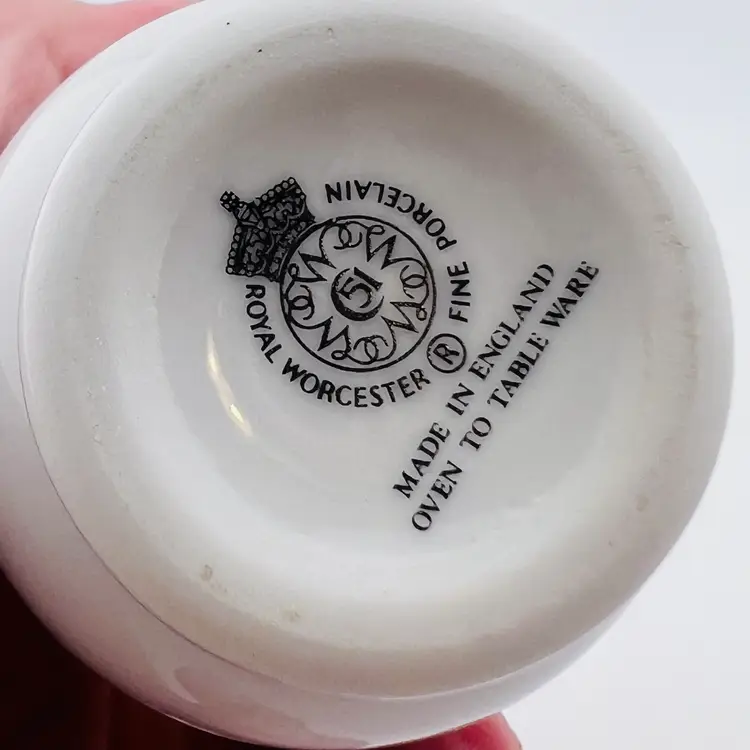 ROYAL WORCESTER ® FINE PORCELAIN
51
MADE IN ENGLAND
OVEN TO TABLE WARE